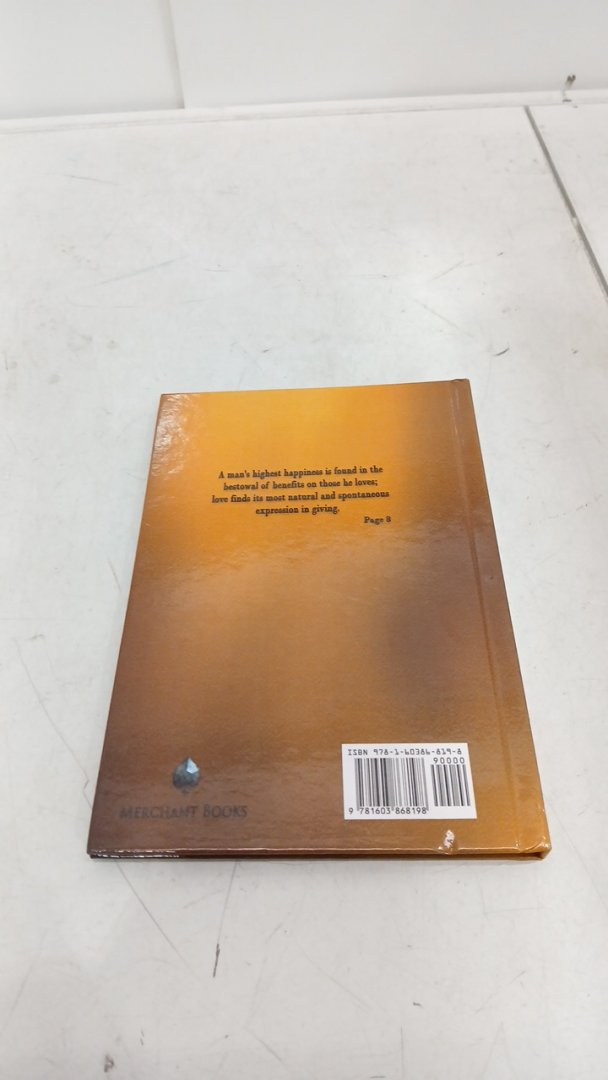 A man's highest happiness is found in the
bestowal of benefits on those he loves;
love finds its most natural and spontaneous
expression in giving.
Page 8
ISBN 978-1-60386-819-8
90000
9 781603 868198
MERCHANT BOOKS